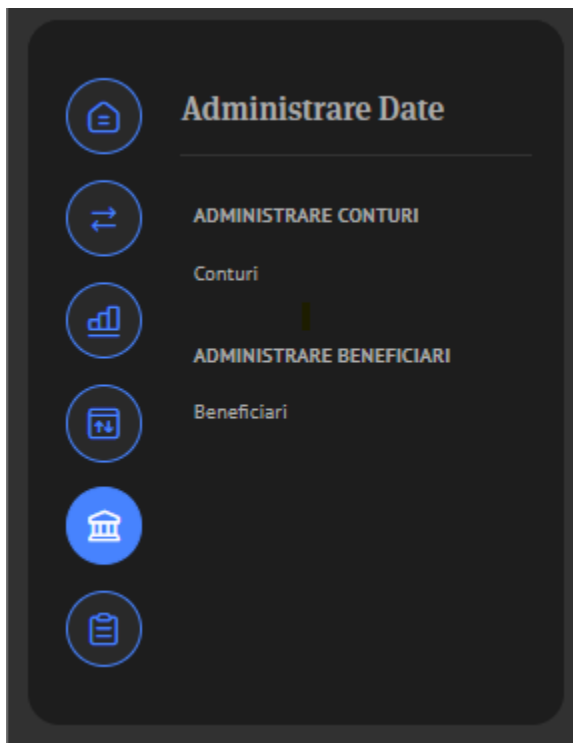 Administrare Date
ADMINISTRARE CONTURI
Conturi
ADMINISTRARE BENEFICIARI
Beneficiari